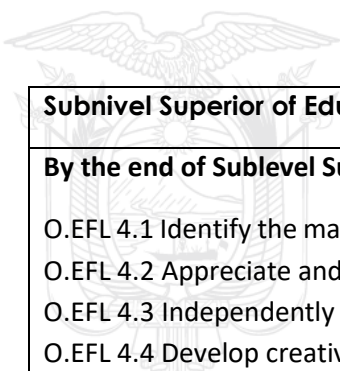 Subnivel Superior of Edu
By the end of Sublevel Su
O.EFL 4.1 Identify the ma
O.EFL 4.2 Appreciate and
O.EFL 4.3 Independently
O.EFL 4.4 Develop creativ